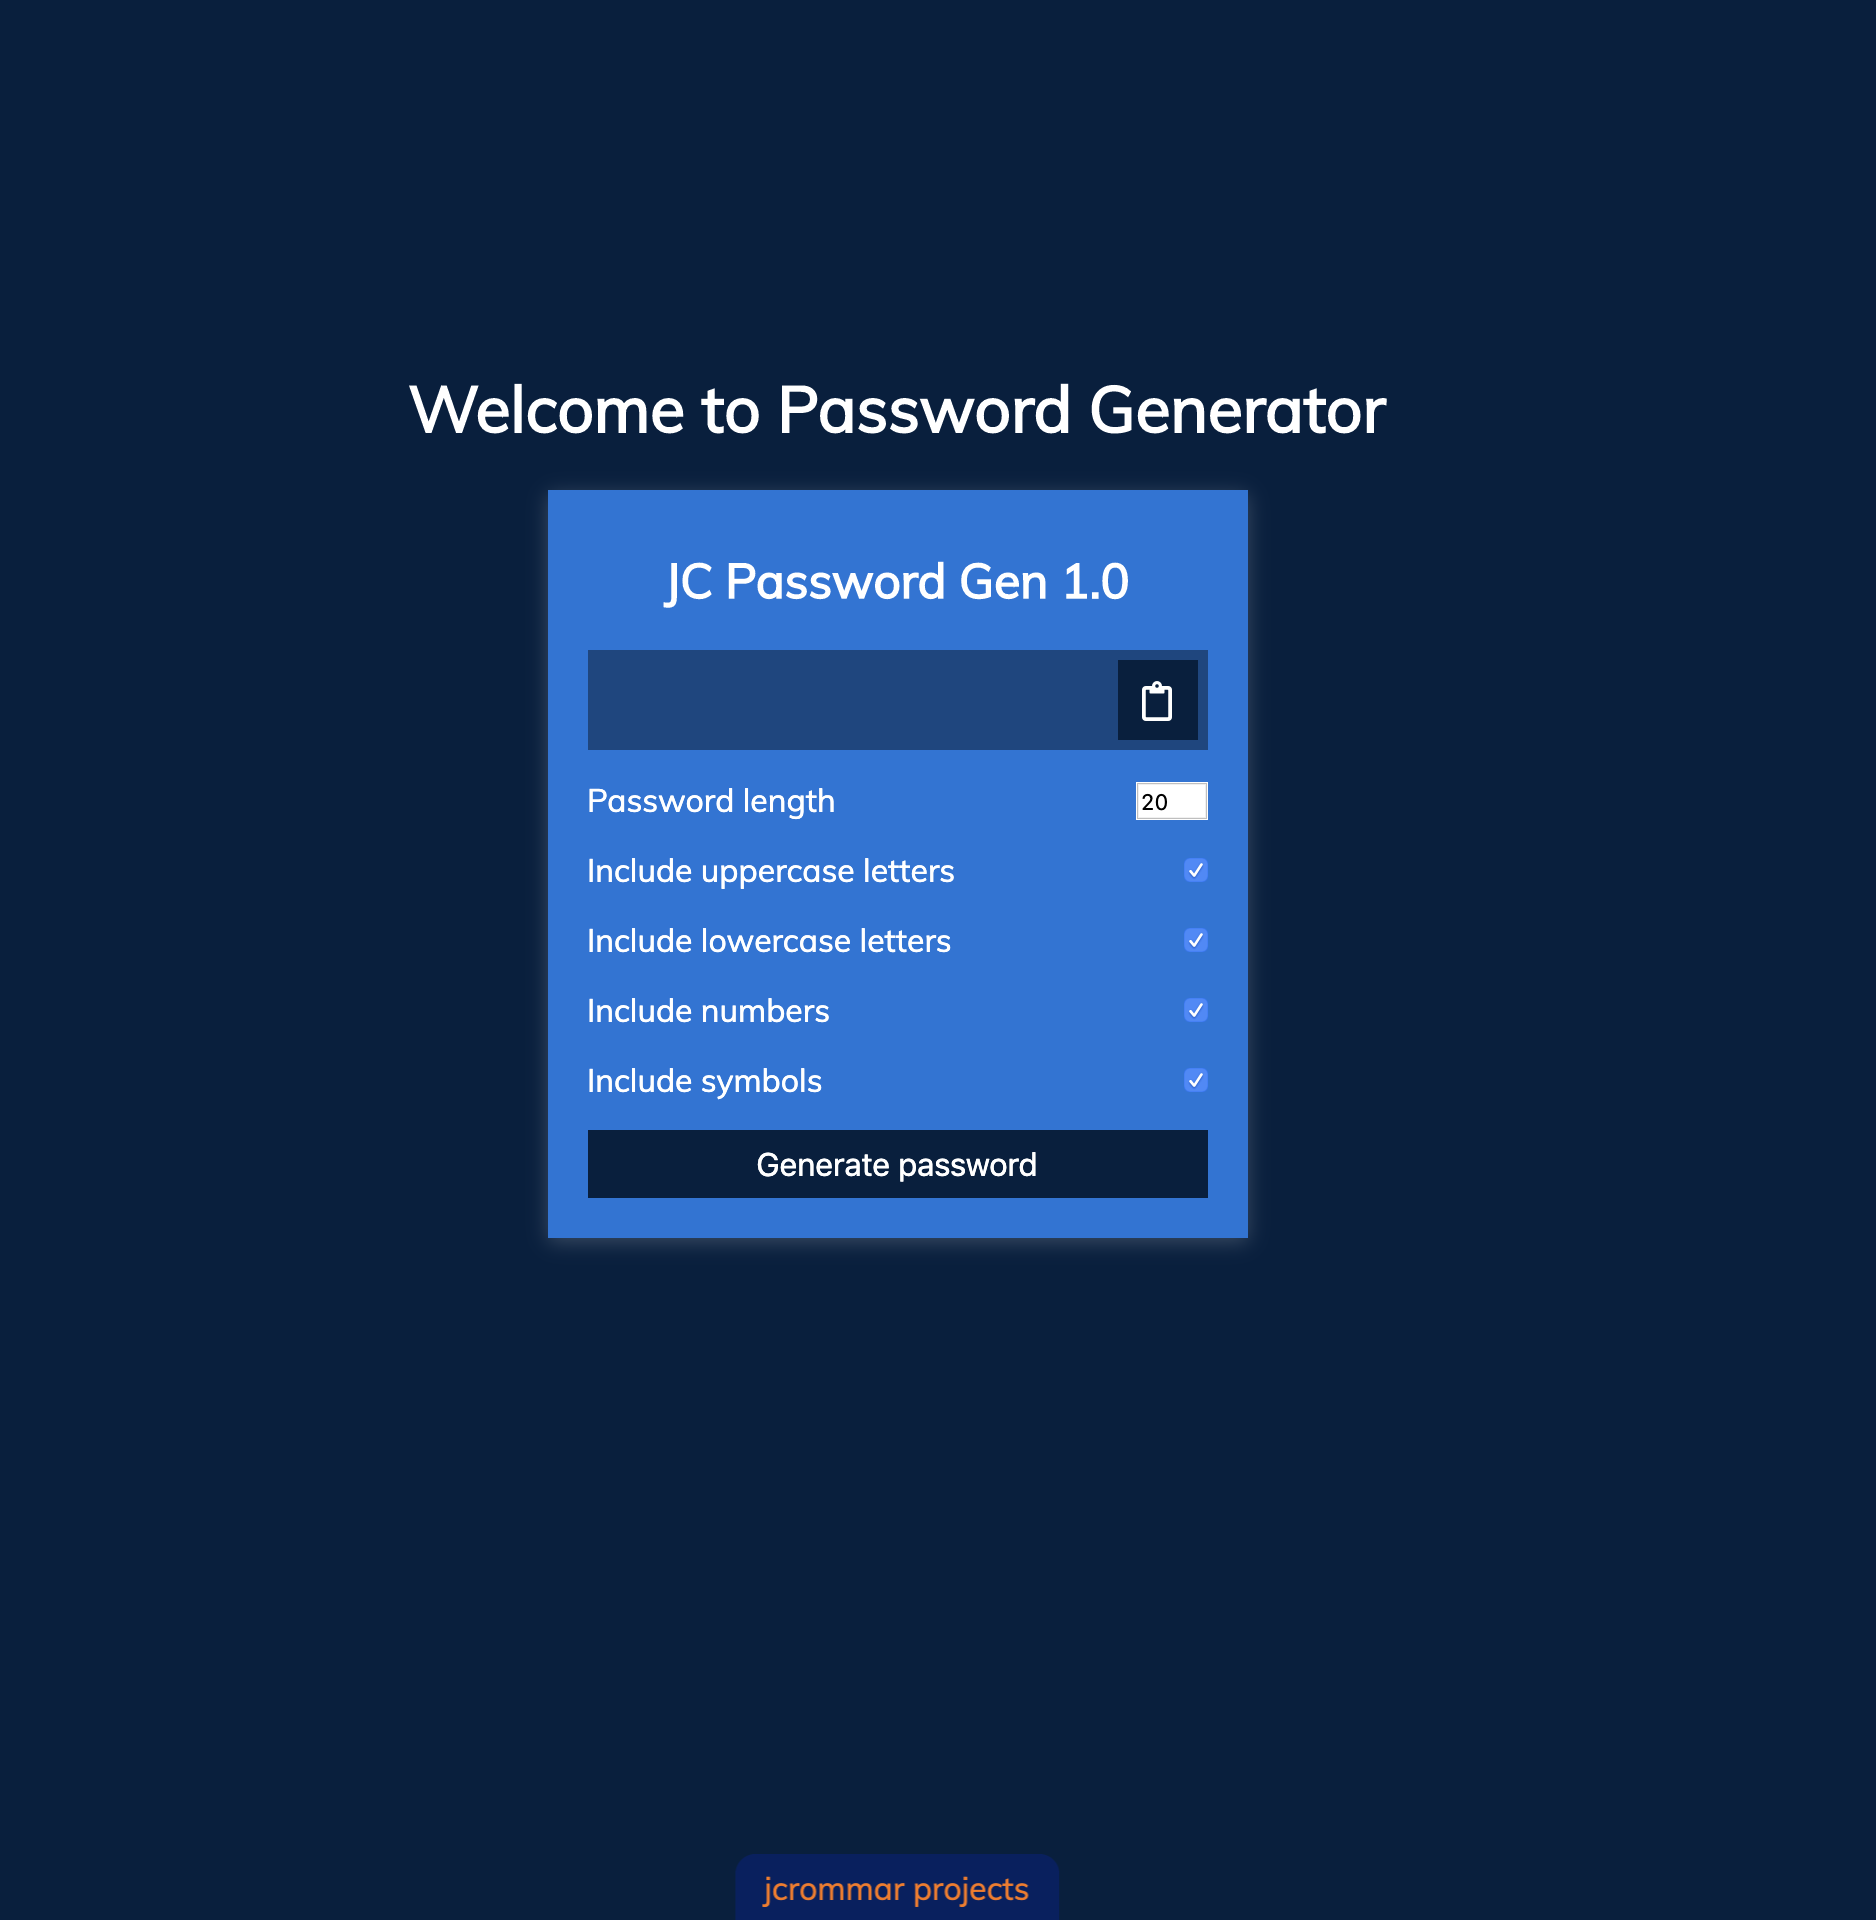 Welcome to Password Generator
JC Password Gen 1.0
Password length 20
Include uppercase letters
Include lowercase letters
Include numbers
Include symbols
Generate password
jcrommar projects